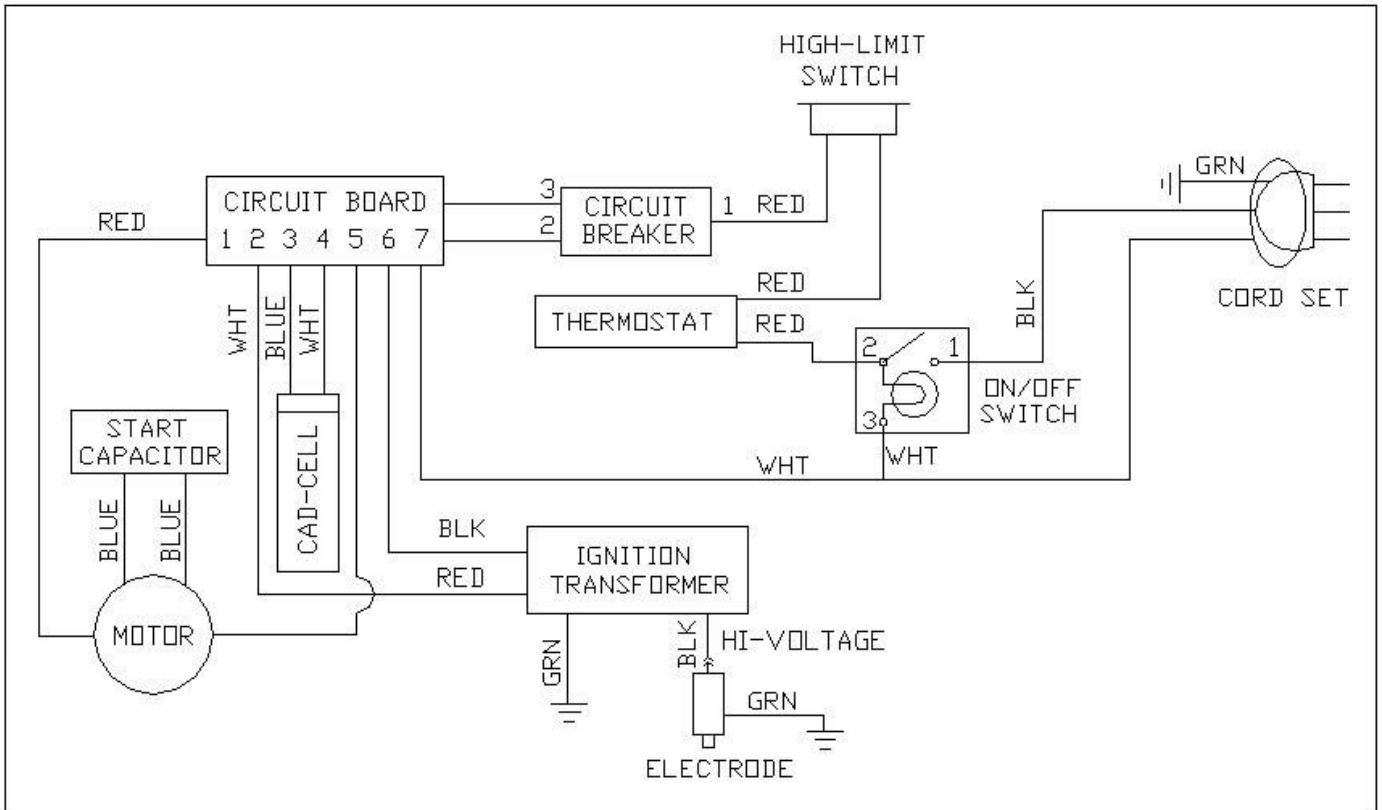 HIGH-LIMIT
SWITCH
GRN
CORD SET
CIRCUIT BOARD
1 2 3 4 5 6 7
RED
3
2
CIRCUIT
BREAKER
1
RED
RED
THERMOSTAT
RED
BLK
2
1
3
ON/OFF
SWITCH
WHT
WHT
WHT
BLUE
WHT
START
CAPACITOR
CAD-CELL
BLUE
BLUE
MOTOR
BLK
RED
IGNITION
TRANSFORMER
GRN
BLK
HI-VOLTAGE
GRN
ELECTRODE